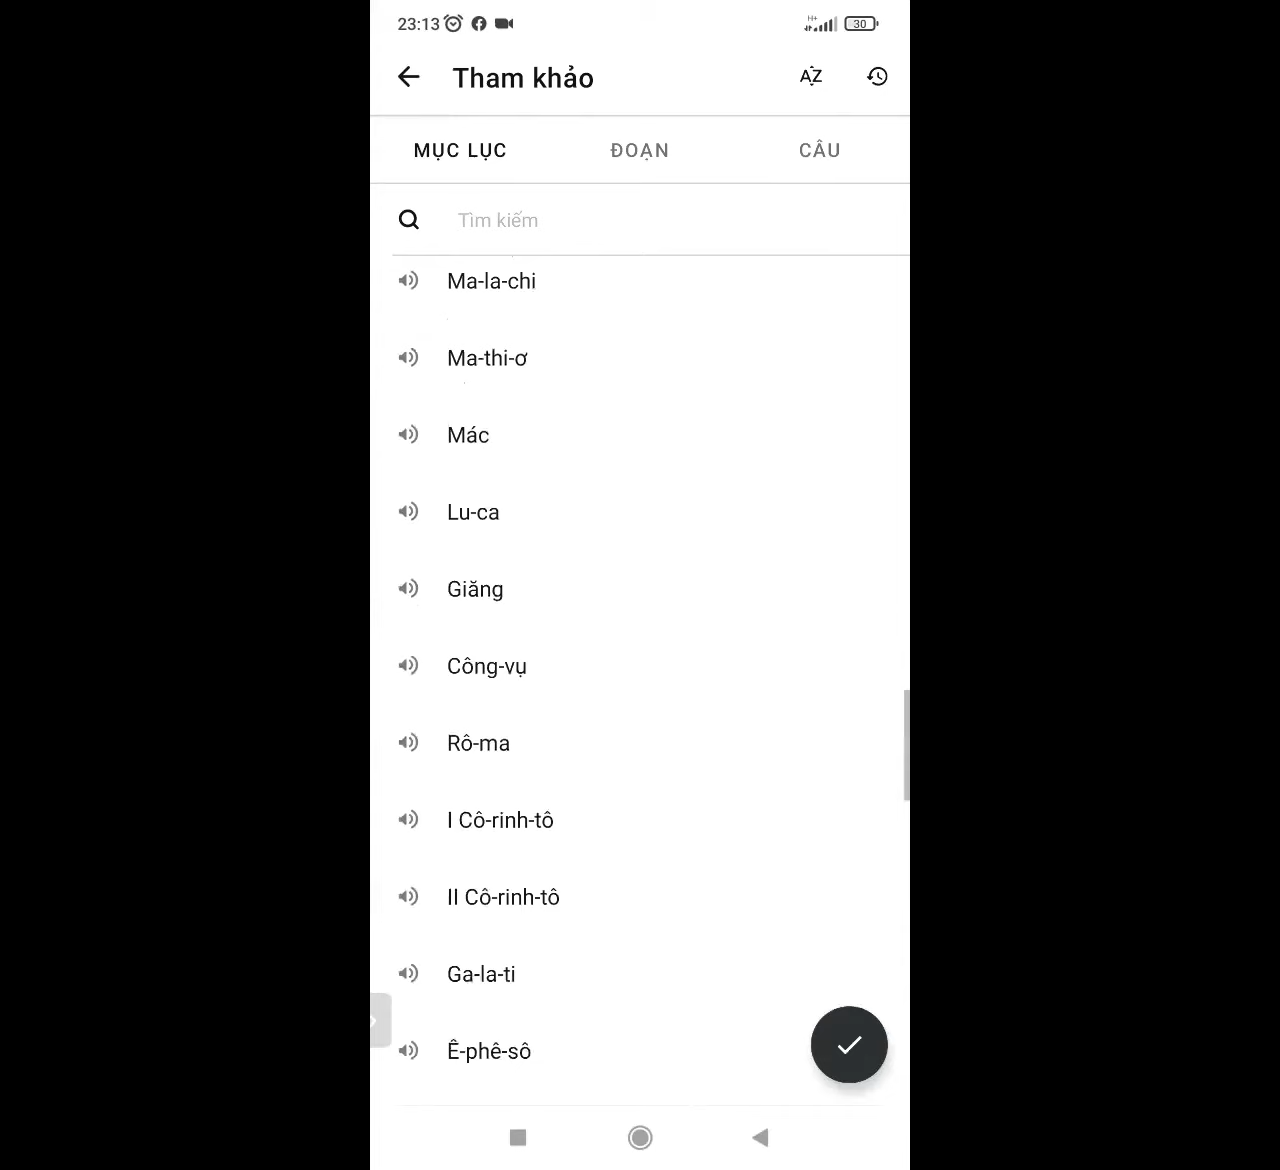 23:13
H+
30
Tham khảo
AZ
MỤC LỤC
ĐOẠN
CÂU
Tìm kiếm
Ma-la-chi
Ma-thi-ơ
Mác
Lu-ca
Giăng
Công-vụ
Rô-ma
I Cô-rinh-tô
II Cô-rinh-tô
Ga-la-ti
Ê-phê-sô